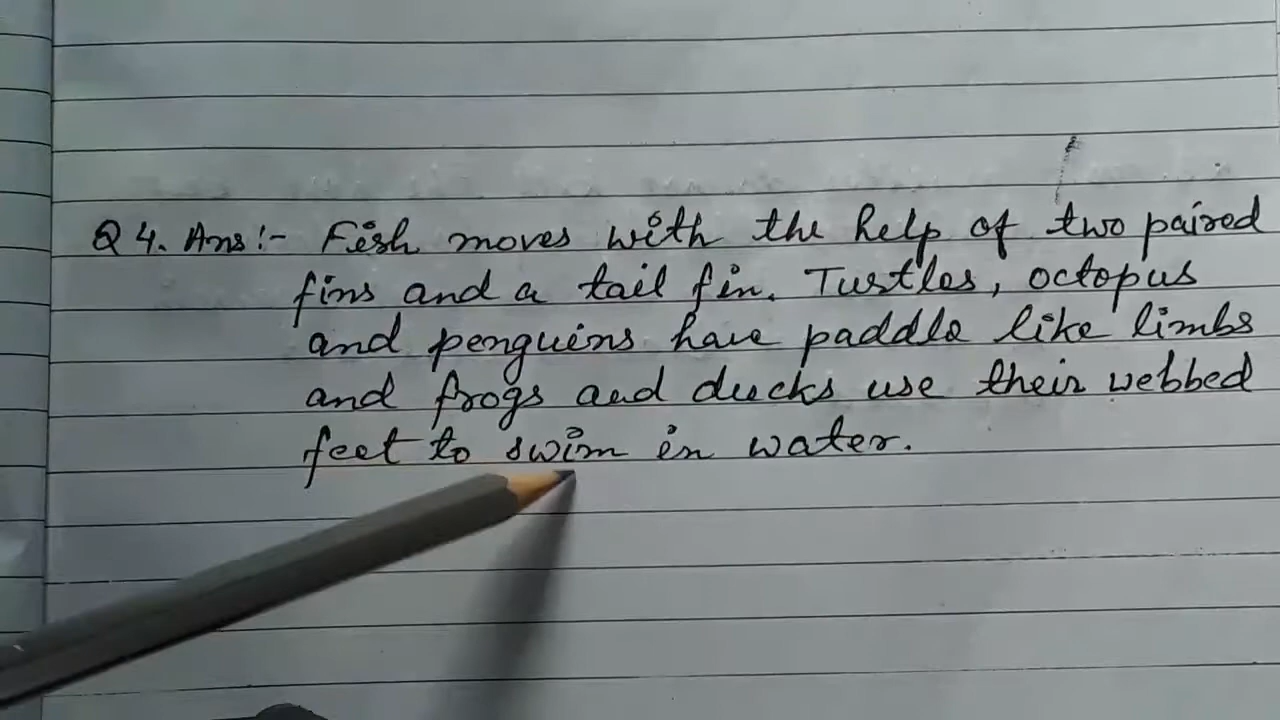 Q4. Ans:- Fish moves with the help of two paired
fins and a tail fin. Turtles, octopus
and penguins have paddle like limbs
and frogs and ducks use their webbed
feet to swim in water.